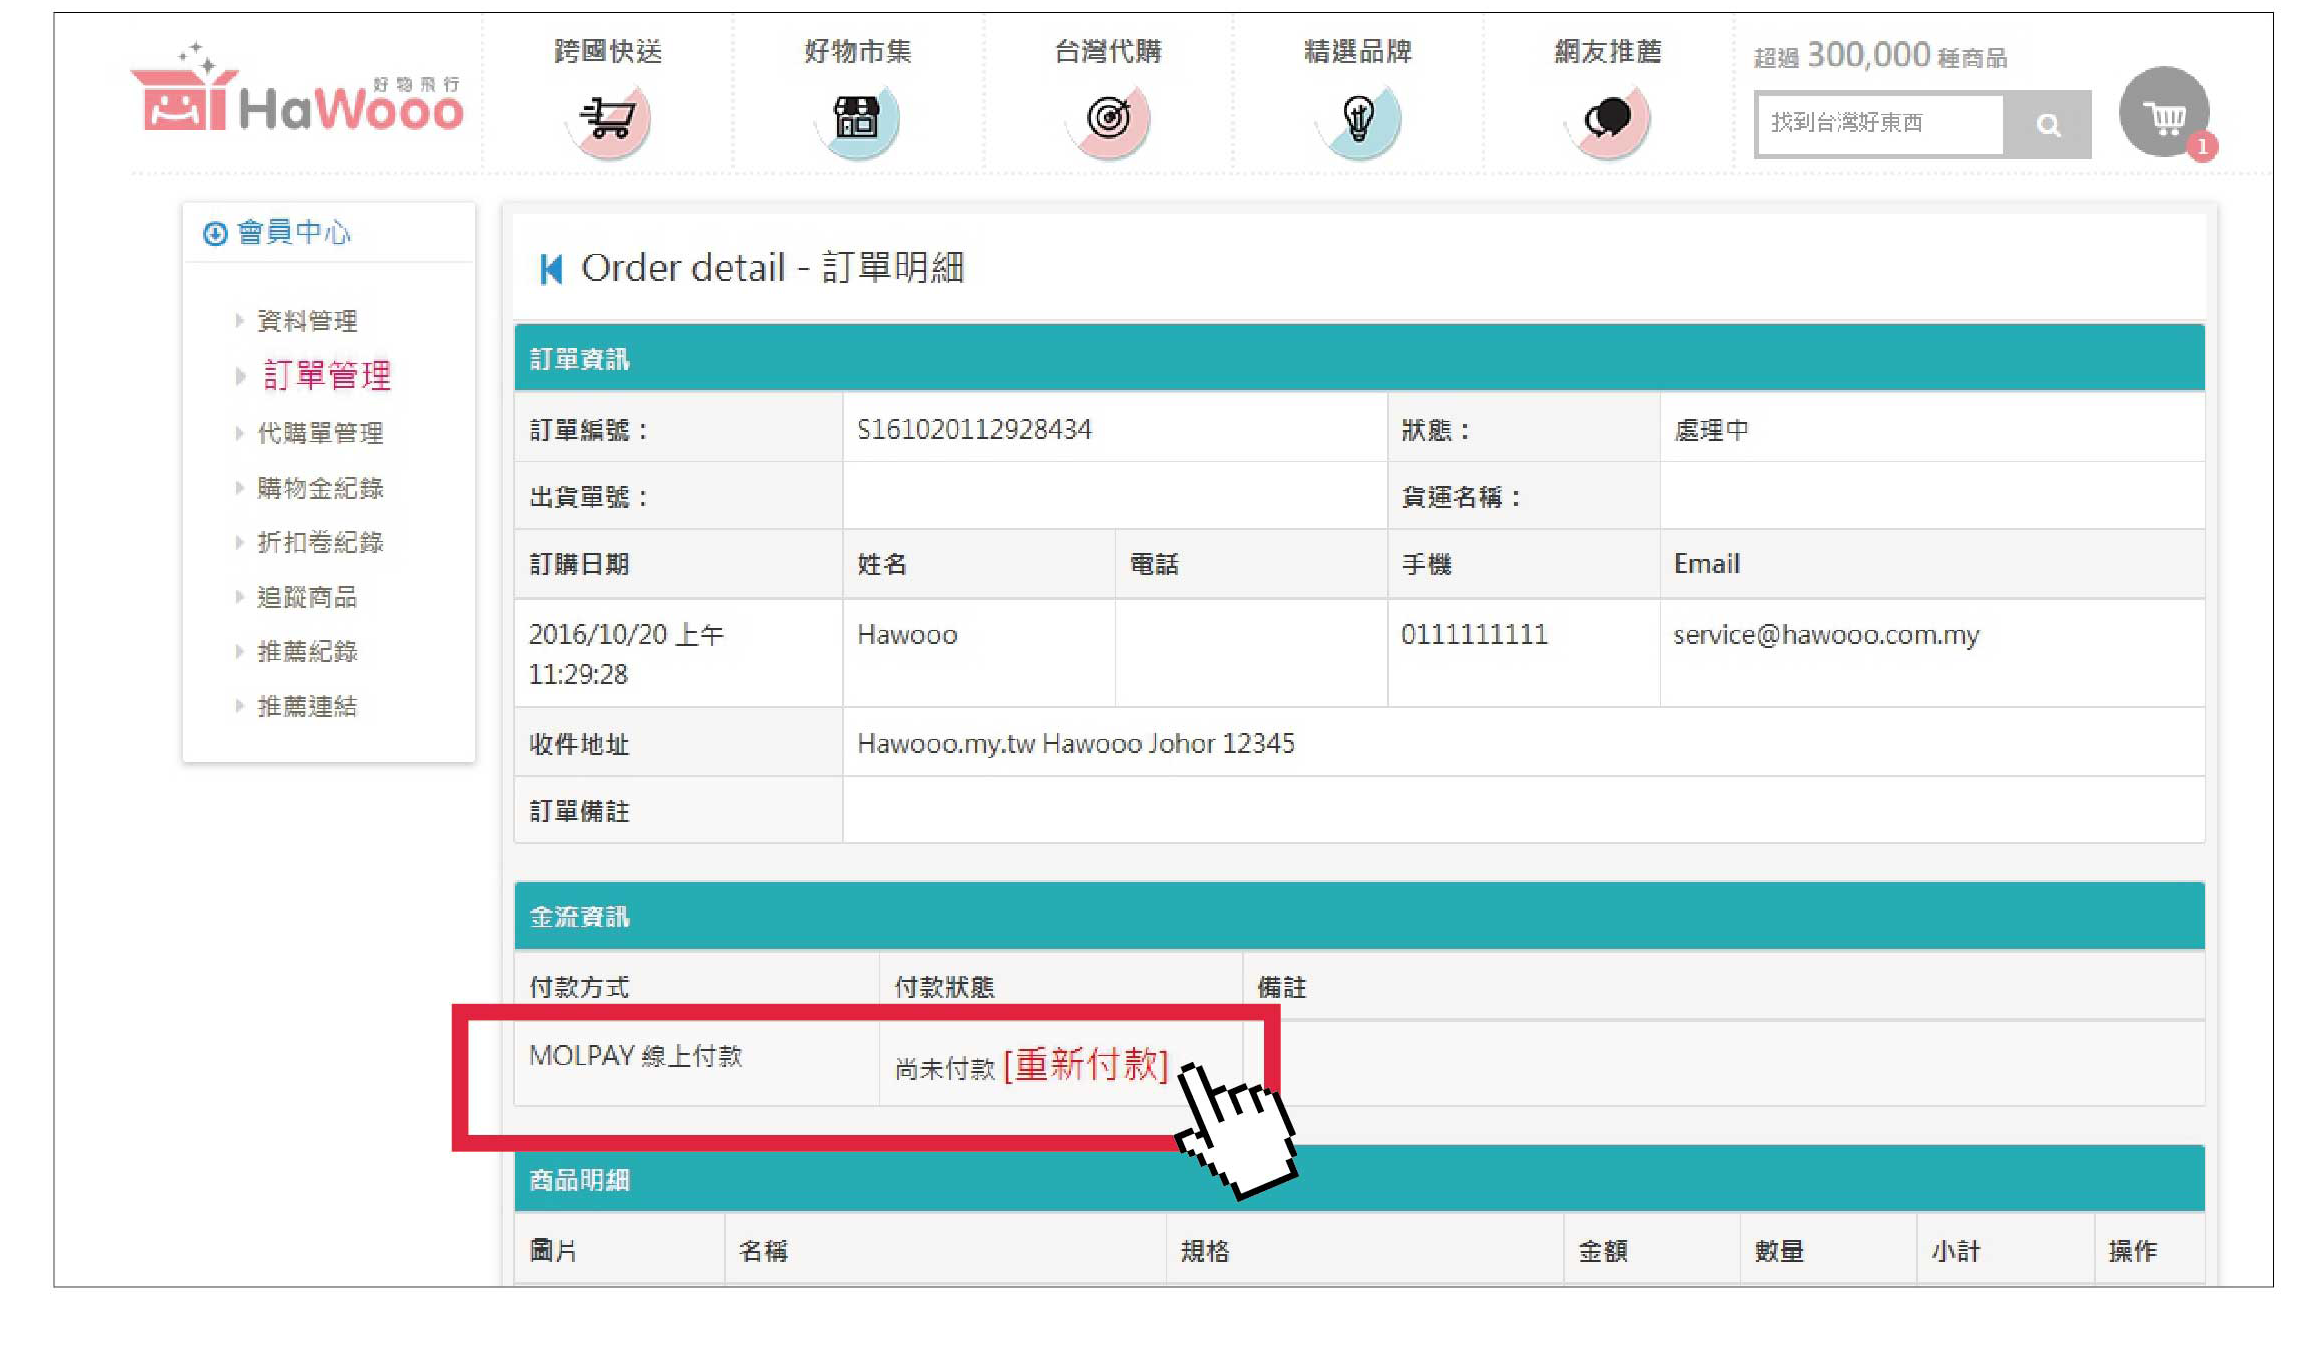 好物飛行
HaWooo
跨國快送
好物市集
台灣代購
精選品牌
網友推薦
超過 300,000 種商品
找到台灣好東西
1
會員中心
資料管理
訂單管理
代購單管理
購物金紀錄
折扣卷紀錄
追蹤商品
推薦紀錄
推薦連結
Order detail - 訂單明細
訂單資訊
訂單編號： S161020112928434 狀態： 處理中
出貨單號： 貨運名稱：
訂購日期 姓名 電話 手機 Email
2016/10/20 上午 Hawooo 0111111111 service@hawooo.com.my
11:29:28
收件地址 Hawooo.my.tw Hawooo Johor 12345
訂單備註
金流資訊
付款方式 付款狀態 備註
MOLPAY 線上付款 尚未付款 [重新付款]
商品明細
圖片 名稱 規格 金額 數量 小計 操作